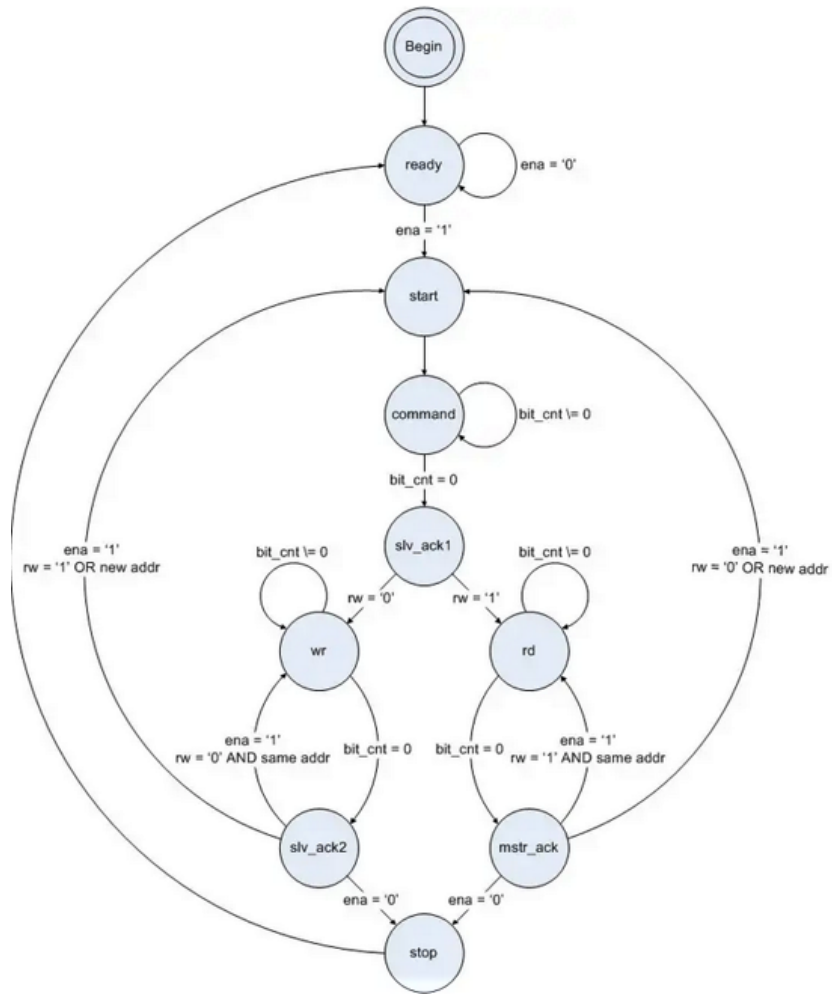 Begin
ready
ena = ‘0’
ena = ‘1’
start
command
bit_cnt \= 0
bit_cnt = 0
slv_ack1
ena = ‘1’
rw = ‘1’ OR new addr
bit_cnt \= 0
bit_cnt \= 0
ena = ‘1’
rw = ‘0’ OR new addr
rw = ‘0’
rw = ‘1’
wr
rd
ena = ‘1’
rw = ‘0’ AND same addr
bit_cnt = 0
bit_cnt = 0
ena = ‘1’
rw = ‘1’ AND same addr
slv_ack2
mstr_ack
ena = ‘0’
ena = ‘0’
stop